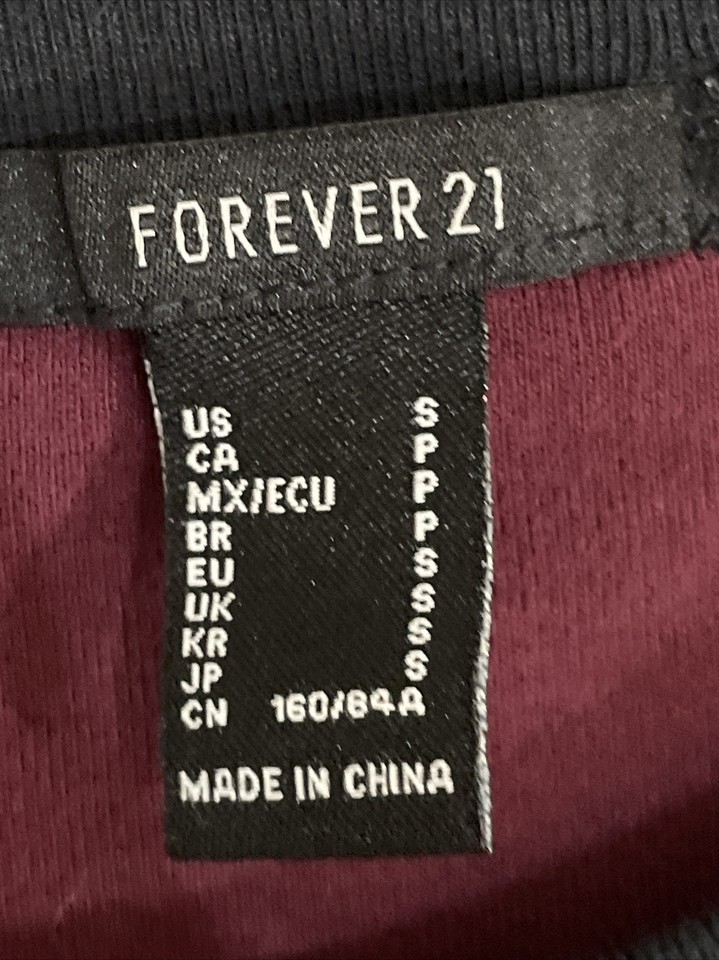 FOREVER 21
US S
CA P
MX/ECU P
BR P
EU S
UK S
KR S
JP S
CN 160/84A
MADE IN CHINA